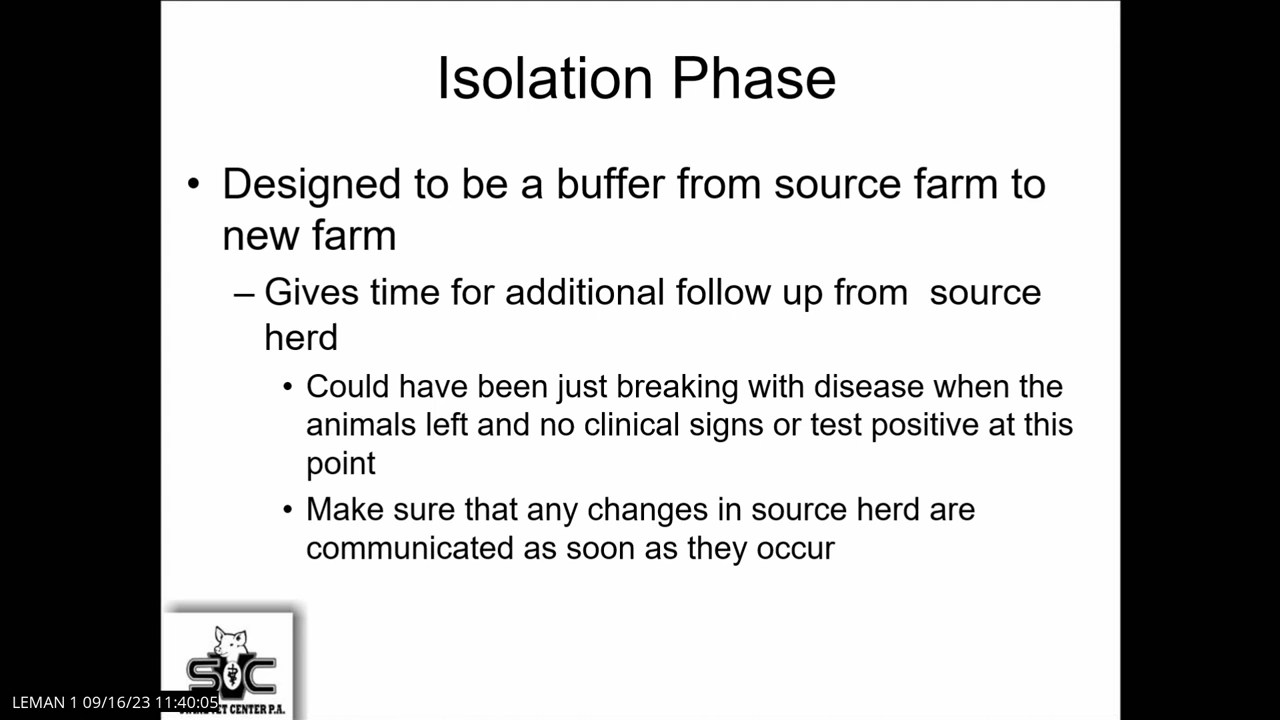 Isolation Phase
• Designed to be a buffer from source farm to
new farm
– Gives time for additional follow up from  source
herd
• Could have been just breaking with disease when the
animals left and no clinical signs or test positive at this
point
• Make sure that any changes in source herd are
communicated as soon as they occur
SVC
VET CENTER P.A.
LEMAN 1 09/16/23 11:40:05